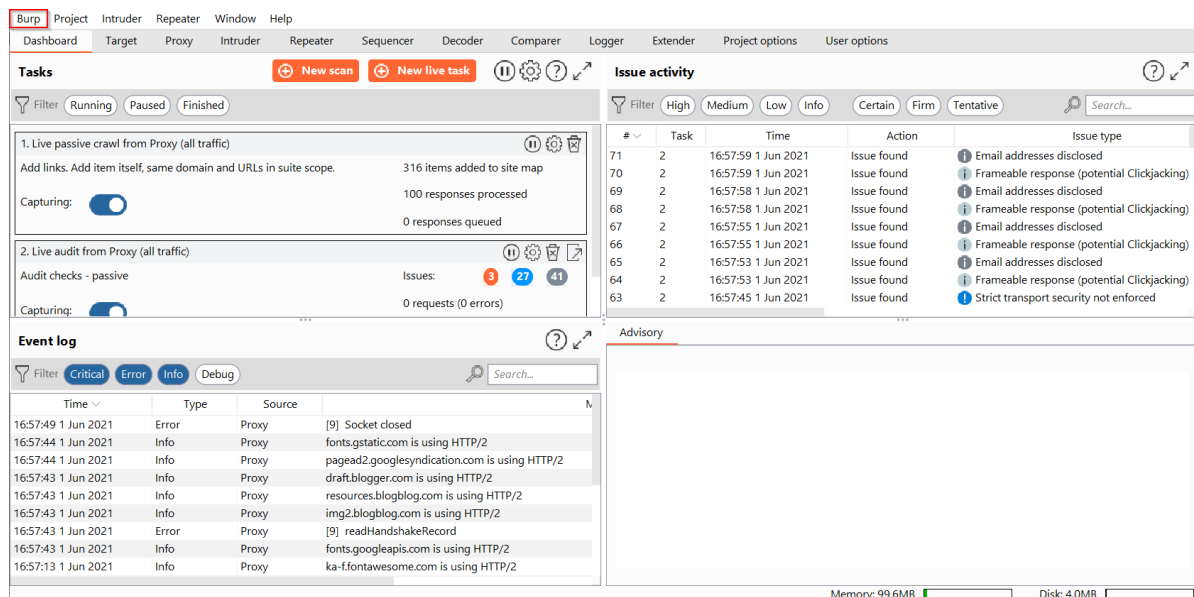 Burp Project Intruder Repeater Window Help
Dashboard Target Proxy Intruder Repeater Sequencer Decoder Comparer Logger Extender Project options User options
Tasks
New scan New live task
Filter Running Paused Finished
1. Live passive crawl from Proxy (all traffic)
Add links. Add item itself, same domain and URLs in suite scope.
316 items added to site map
100 responses processed
Capturing:
0 responses queued
2. Live audit from Proxy (all traffic)
Audit checks - passive
Issues: 3 27 41
0 requests (0 errors)
Capturing:
Event log
Filter Critical Error Info Debug Search...
Time Type Source M
16:57:49 1 Jun 2021 Error Proxy [9] Socket closed
16:57:44 1 Jun 2021 Info Proxy fonts.gstatic.com is using HTTP/2
16:57:44 1 Jun 2021 Info Proxy pagead2.googlesyndication.com is using HTTP/2
16:57:43 1 Jun 2021 Info Proxy draft.blogger.com is using HTTP/2
16:57:43 1 Jun 2021 Info Proxy resources.blogblog.com is using HTTP/2
16:57:43 1 Jun 2021 Info Proxy img2.blogblog.com is using HTTP/2
16:57:43 1 Jun 2021 Error Proxy [9] readHandshakeRecord
16:57:43 1 Jun 2021 Info Proxy fonts.googleapis.com is using HTTP/2
16:57:13 1 Jun 2021 Info Proxy ka-f.fontawesome.com is using HTTP/2
Issue activity
Filter High Medium Low Info Certain Firm Tentative Search...
# Task Time Action Issue type
71 2 16:57:59 1 Jun 2021 Issue found Email addresses disclosed
70 2 16:57:59 1 Jun 2021 Issue found Frameable response (potential Clickjacking)
69 2 16:57:58 1 Jun 2021 Issue found Email addresses disclosed
68 2 16:57:58 1 Jun 2021 Issue found Frameable response (potential Clickjacking)
67 2 16:57:55 1 Jun 2021 Issue found Email addresses disclosed
66 2 16:57:55 1 Jun 2021 Issue found Frameable response (potential Clickjacking)
65 2 16:57:53 1 Jun 2021 Issue found Email addresses disclosed
64 2 16:57:53 1 Jun 2021 Issue found Frameable response (potential Clickjacking)
63 2 16:57:45 1 Jun 2021 Issue found Strict transport security not enforced
Advisory
Memory: 99.6MB Disk: 4.0MB